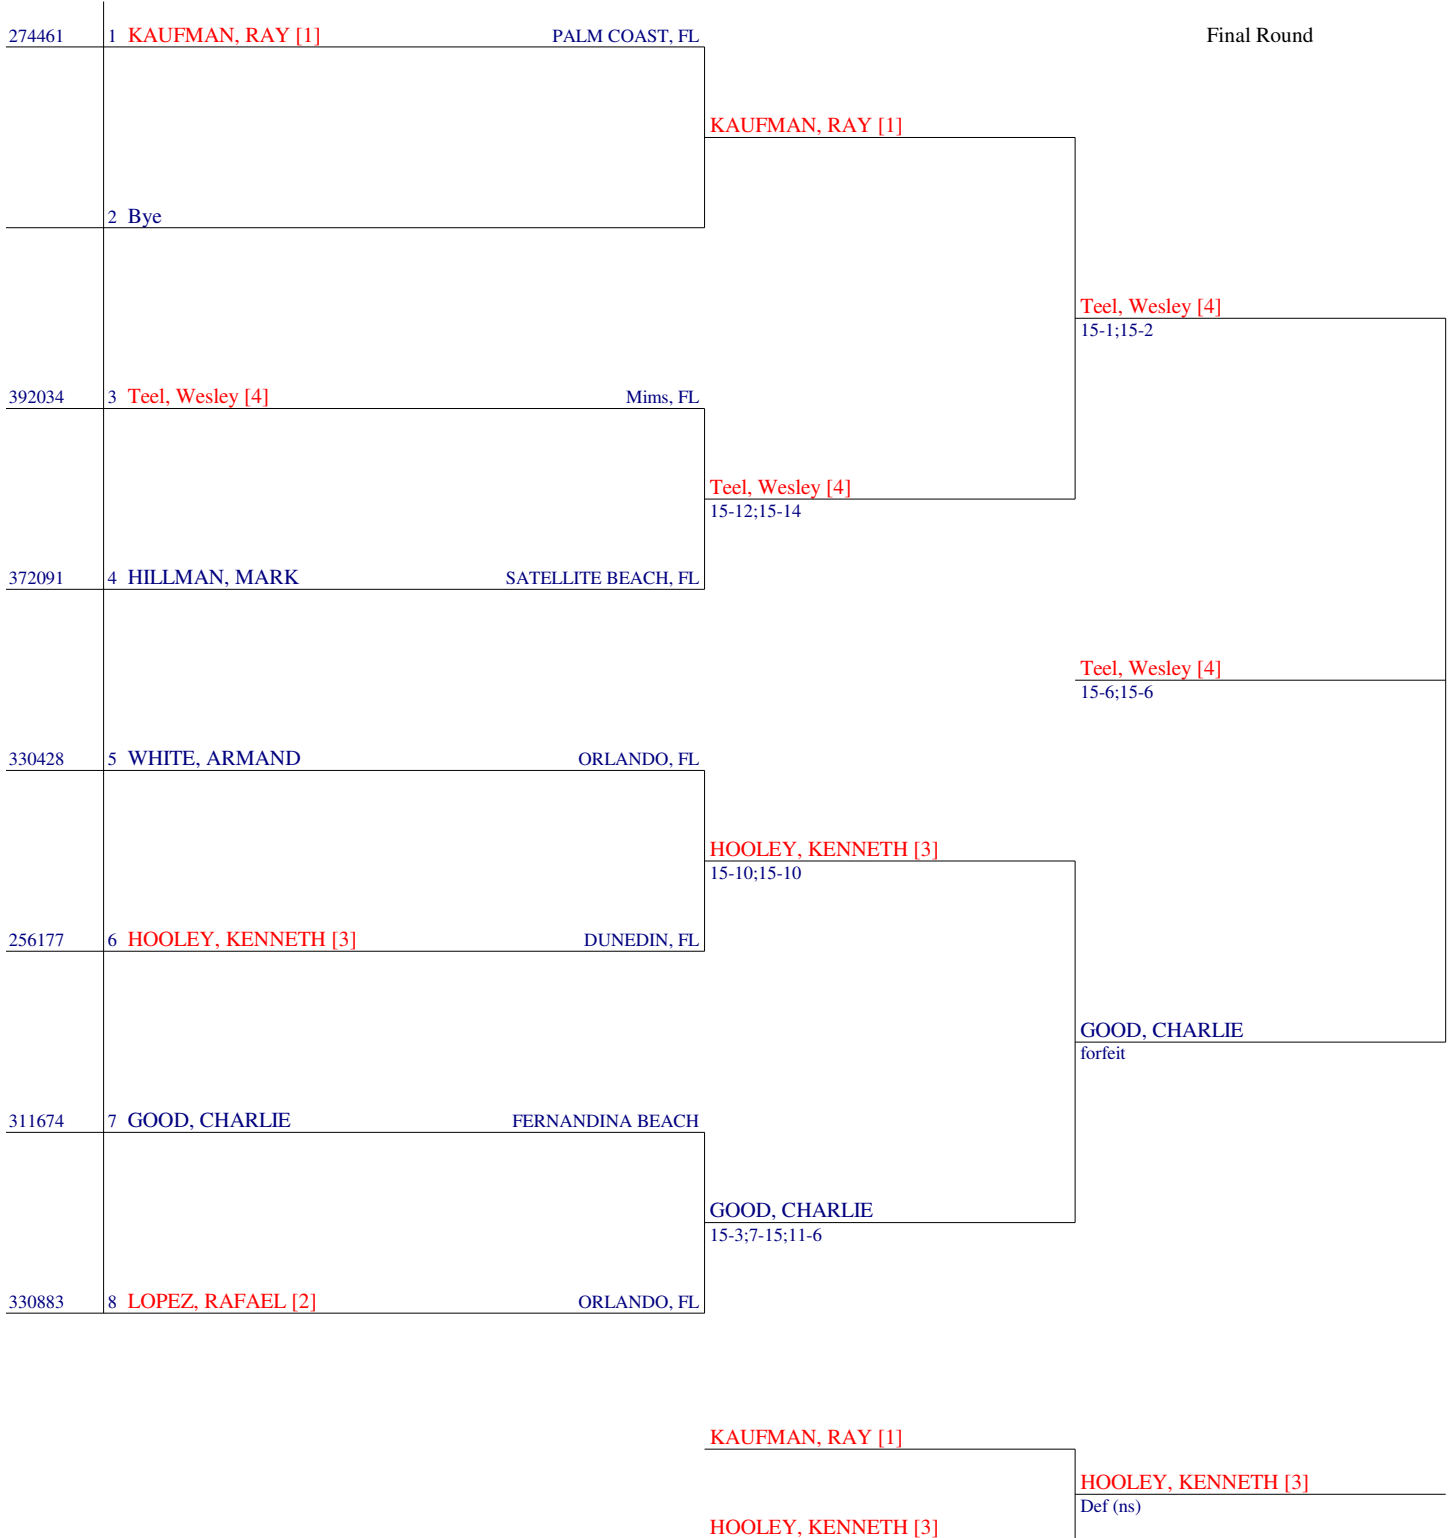 274461 1 KAUFMAN, RAY [1] PALM COAST, FL Final Round
KAUFMAN, RAY [1]
2 Bye
Teel, Wesley [4]
15-1;15-2
392034 3 Teel, Wesley [4] Mims, FL
Teel, Wesley [4]
15-12;15-14
372091 4 HILLMAN, MARK SATELLITE BEACH, FL
Teel, Wesley [4]
15-6;15-6
330428 5 WHITE, ARMAND ORLANDO, FL
HOOLEY, KENNETH [3]
15-10;15-10
256177 6 HOOLEY, KENNETH [3] DUNEDIN, FL
GOOD, CHARLIE
forfeit
311674 7 GOOD, CHARLIE FERNANDINA BEACH
GOOD, CHARLIE
15-3;7-15;11-6
330883 8 LOPEZ, RAFAEL [2] ORLANDO, FL
KAUFMAN, RAY [1]
HOOLEY, KENNETH [3]
Def (ns)
HOOLEY, KENNETH [3]